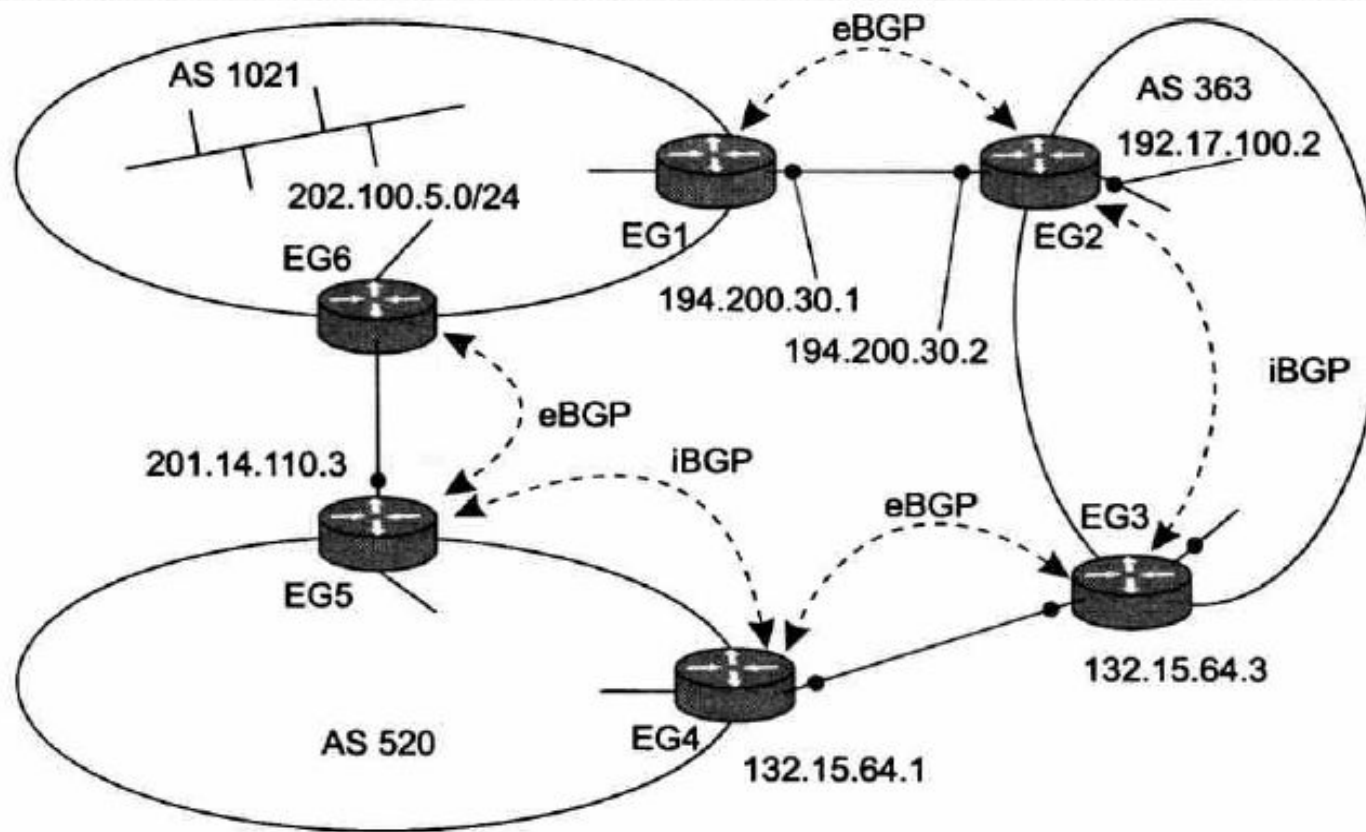 eBGP
AS 1021
AS 363
192.17.100.2
202.100.5.0/24
EG1
EG2
EG6
194.200.30.1
194.200.30.2
iBGP
eBGP
201.14.110.3
iBGP
eBGP
EG3
EG5
132.15.64.3
EG4
AS 520
132.15.64.1